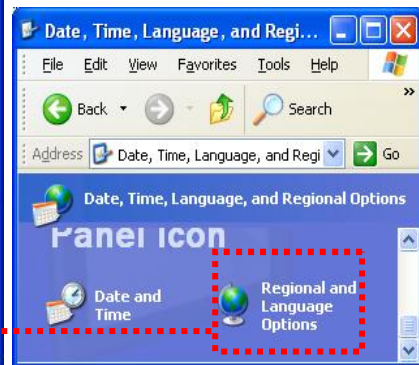 Date, Time, Language, and Regi...
File Edit View Favorites Tools Help
Back Search »
Address Date, Time, Language, and Regi Go
Date, Time, Language, and Regional Options
Panel icon
Date and Time
Regional and Language Options